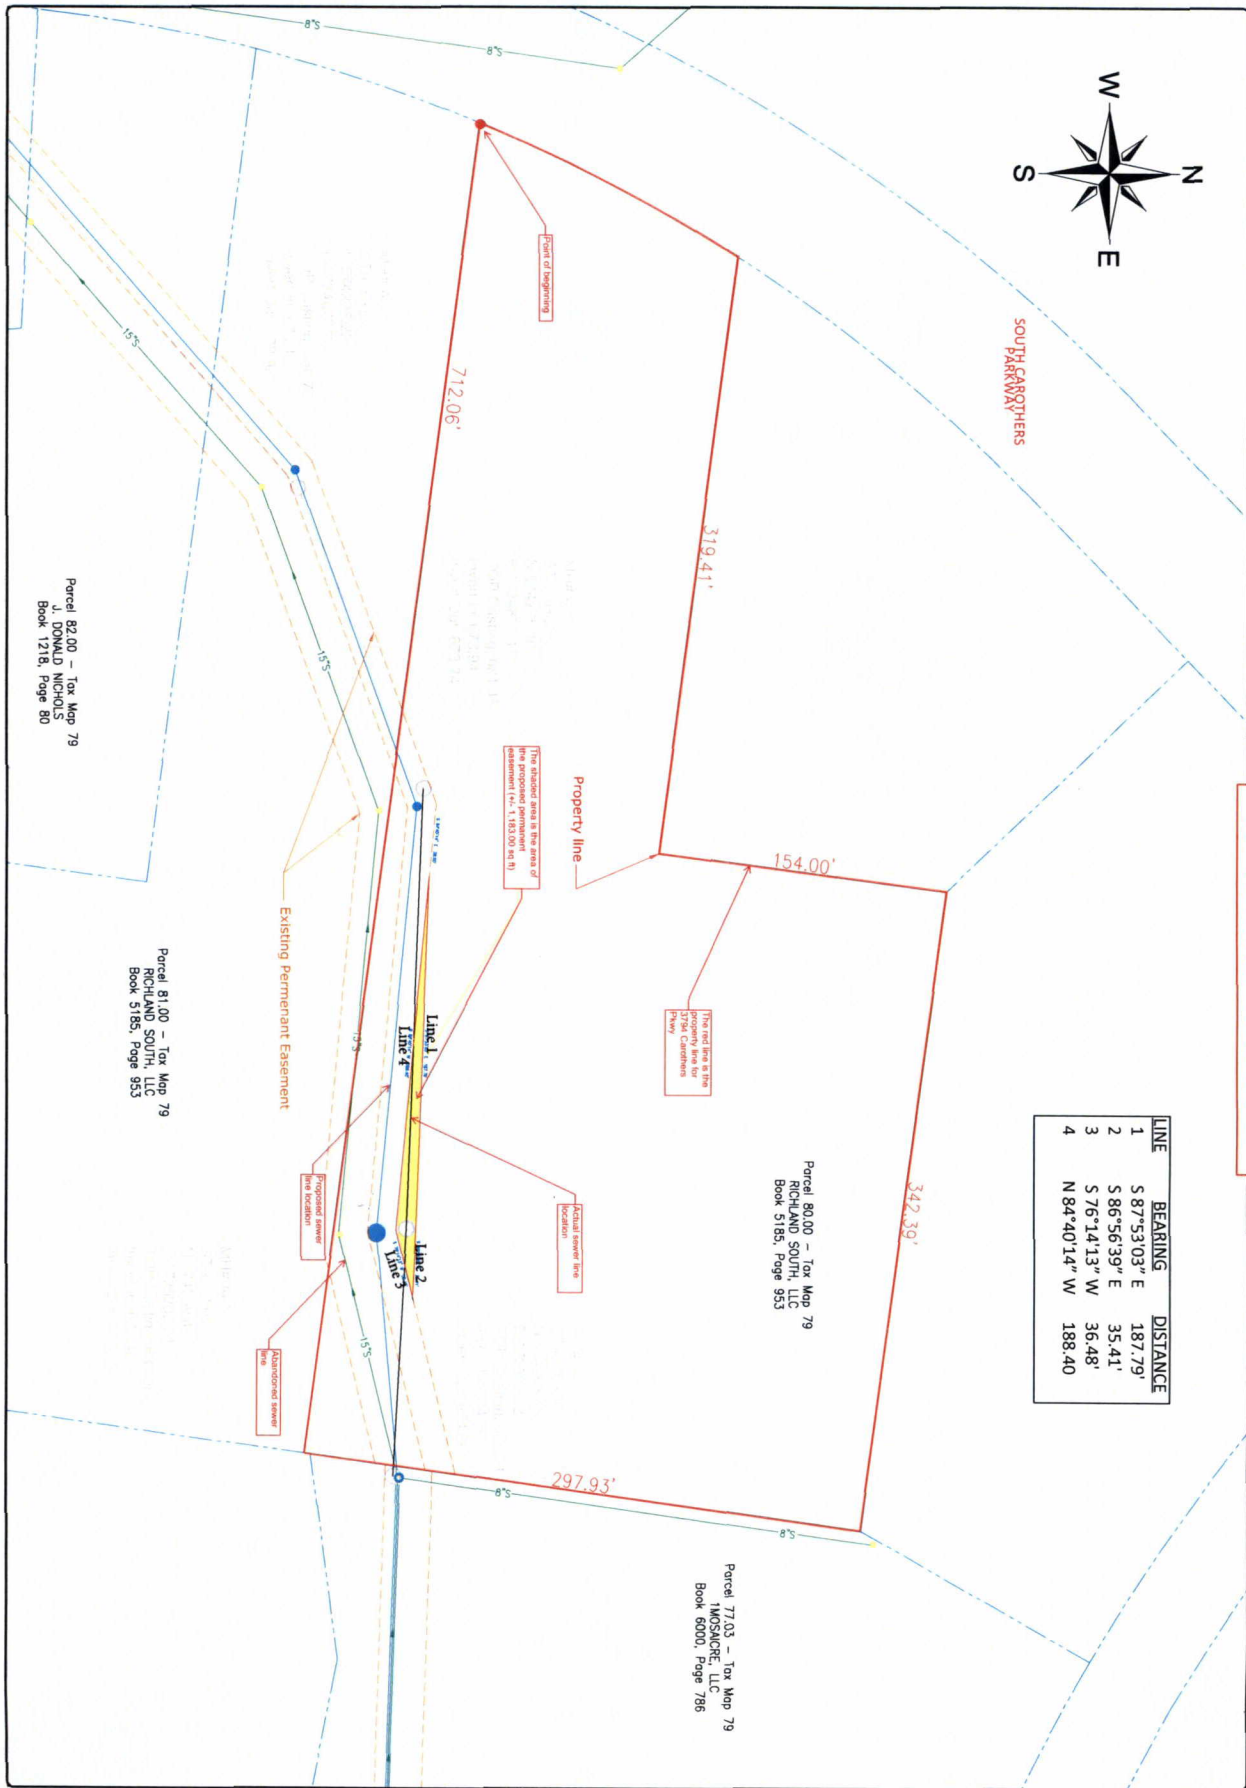 N
W
E
S
SOUTH CAROTHERS
PARKWAY
LINE BEARING DISTANCE
1 S 87°53'03" E 187.79'
2 S 86°56'39" E 35.41'
3 S 76°14'13" W 36.48'
4 N 84°40'14" W 188.40
8"S
8"S
Point of beginning
712.06'
319.41'
154.00'
342.39'
297.93'
Property line
The red line is the
property line for
3794 Carothers
Pkwy
The shaded area is the area of
the proposed permanent
easement (+/- 1,183.00 sq ft)
Parcel 80.00 - Tax Map 79
RICHLAND SOUTH, LLC
Book 5185, Page 953
Actual sewer line
location
Line 1
Line 4
Line 2
Line 3
Proposed sewer
line location
Abandoned sewer
line
Existing Permenant Easement
15"S
15"S
15"S
15"S
8"S
8"S
Parcel 77.03 - Tax Map 79
1MOSAICRE, LLC
Book 6000, Page 786
Parcel 81.00 - Tax Map 79
RICHLAND SOUTH, LLC
Book 5185, Page 953
Parcel 82.00 - Tax Map 79
J. DONALD NICHOLS
Book 1218, Page 80